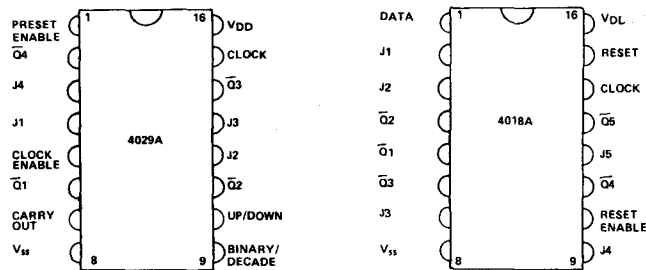 PRESET
ENABLE
Q̅4
J4
J1
CLOCK
ENABLE
Q̅1
CARRY
OUT
Vss
1
16
4029A
8
9
VDD
CLOCK
Q̅3
J3
J2
Q̅2
UP/DOWN
BINARY/
DECADE
DATA
J1
J2
Q̅2
Q̅1
Q̅3
J3
Vss
1
16
4018A
8
9
VDL
RESET
CLOCK
Q̅5
J5
Q̅4
RESET
ENABLE
J4